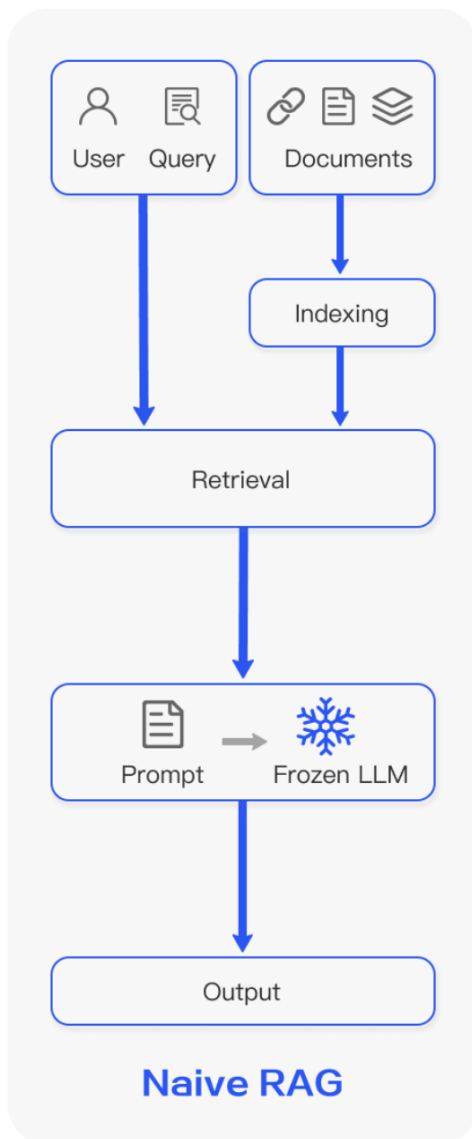 User Query
Documents
Indexing
Retrieval
Prompt
Frozen LLM
Output
Naive RAG